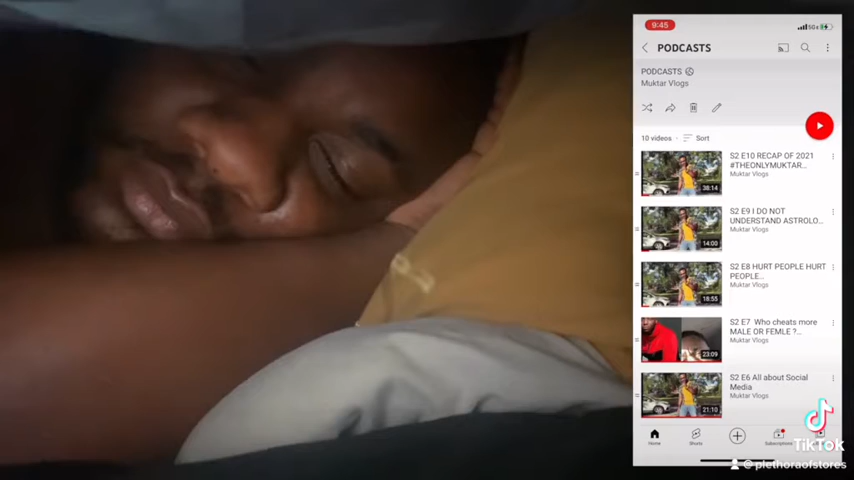 9:45
5G
PODCASTS
PODCASTS
Muktar Vlogs
10 videos
Sort
S2 E10 RECAP OF 2021
#THEONLYMUKTAR...
Muktar Vlogs
38:14
S2 E9 I DO NOT
UNDERSTAND ASTROLO...
Muktar Vlogs
14:00
S2 E8 HURT PEOPLE HURT
PEOPLE...
Muktar Vlogs
18:55
S2 E7 Who cheats more
MALE OR FEMLE ?...
Muktar Vlogs
23:09
S2 E6 All about Social
Media
Muktar Vlogs
21:10
Home
Shorts
Subscriptions
TikTok
@plethoraofstores